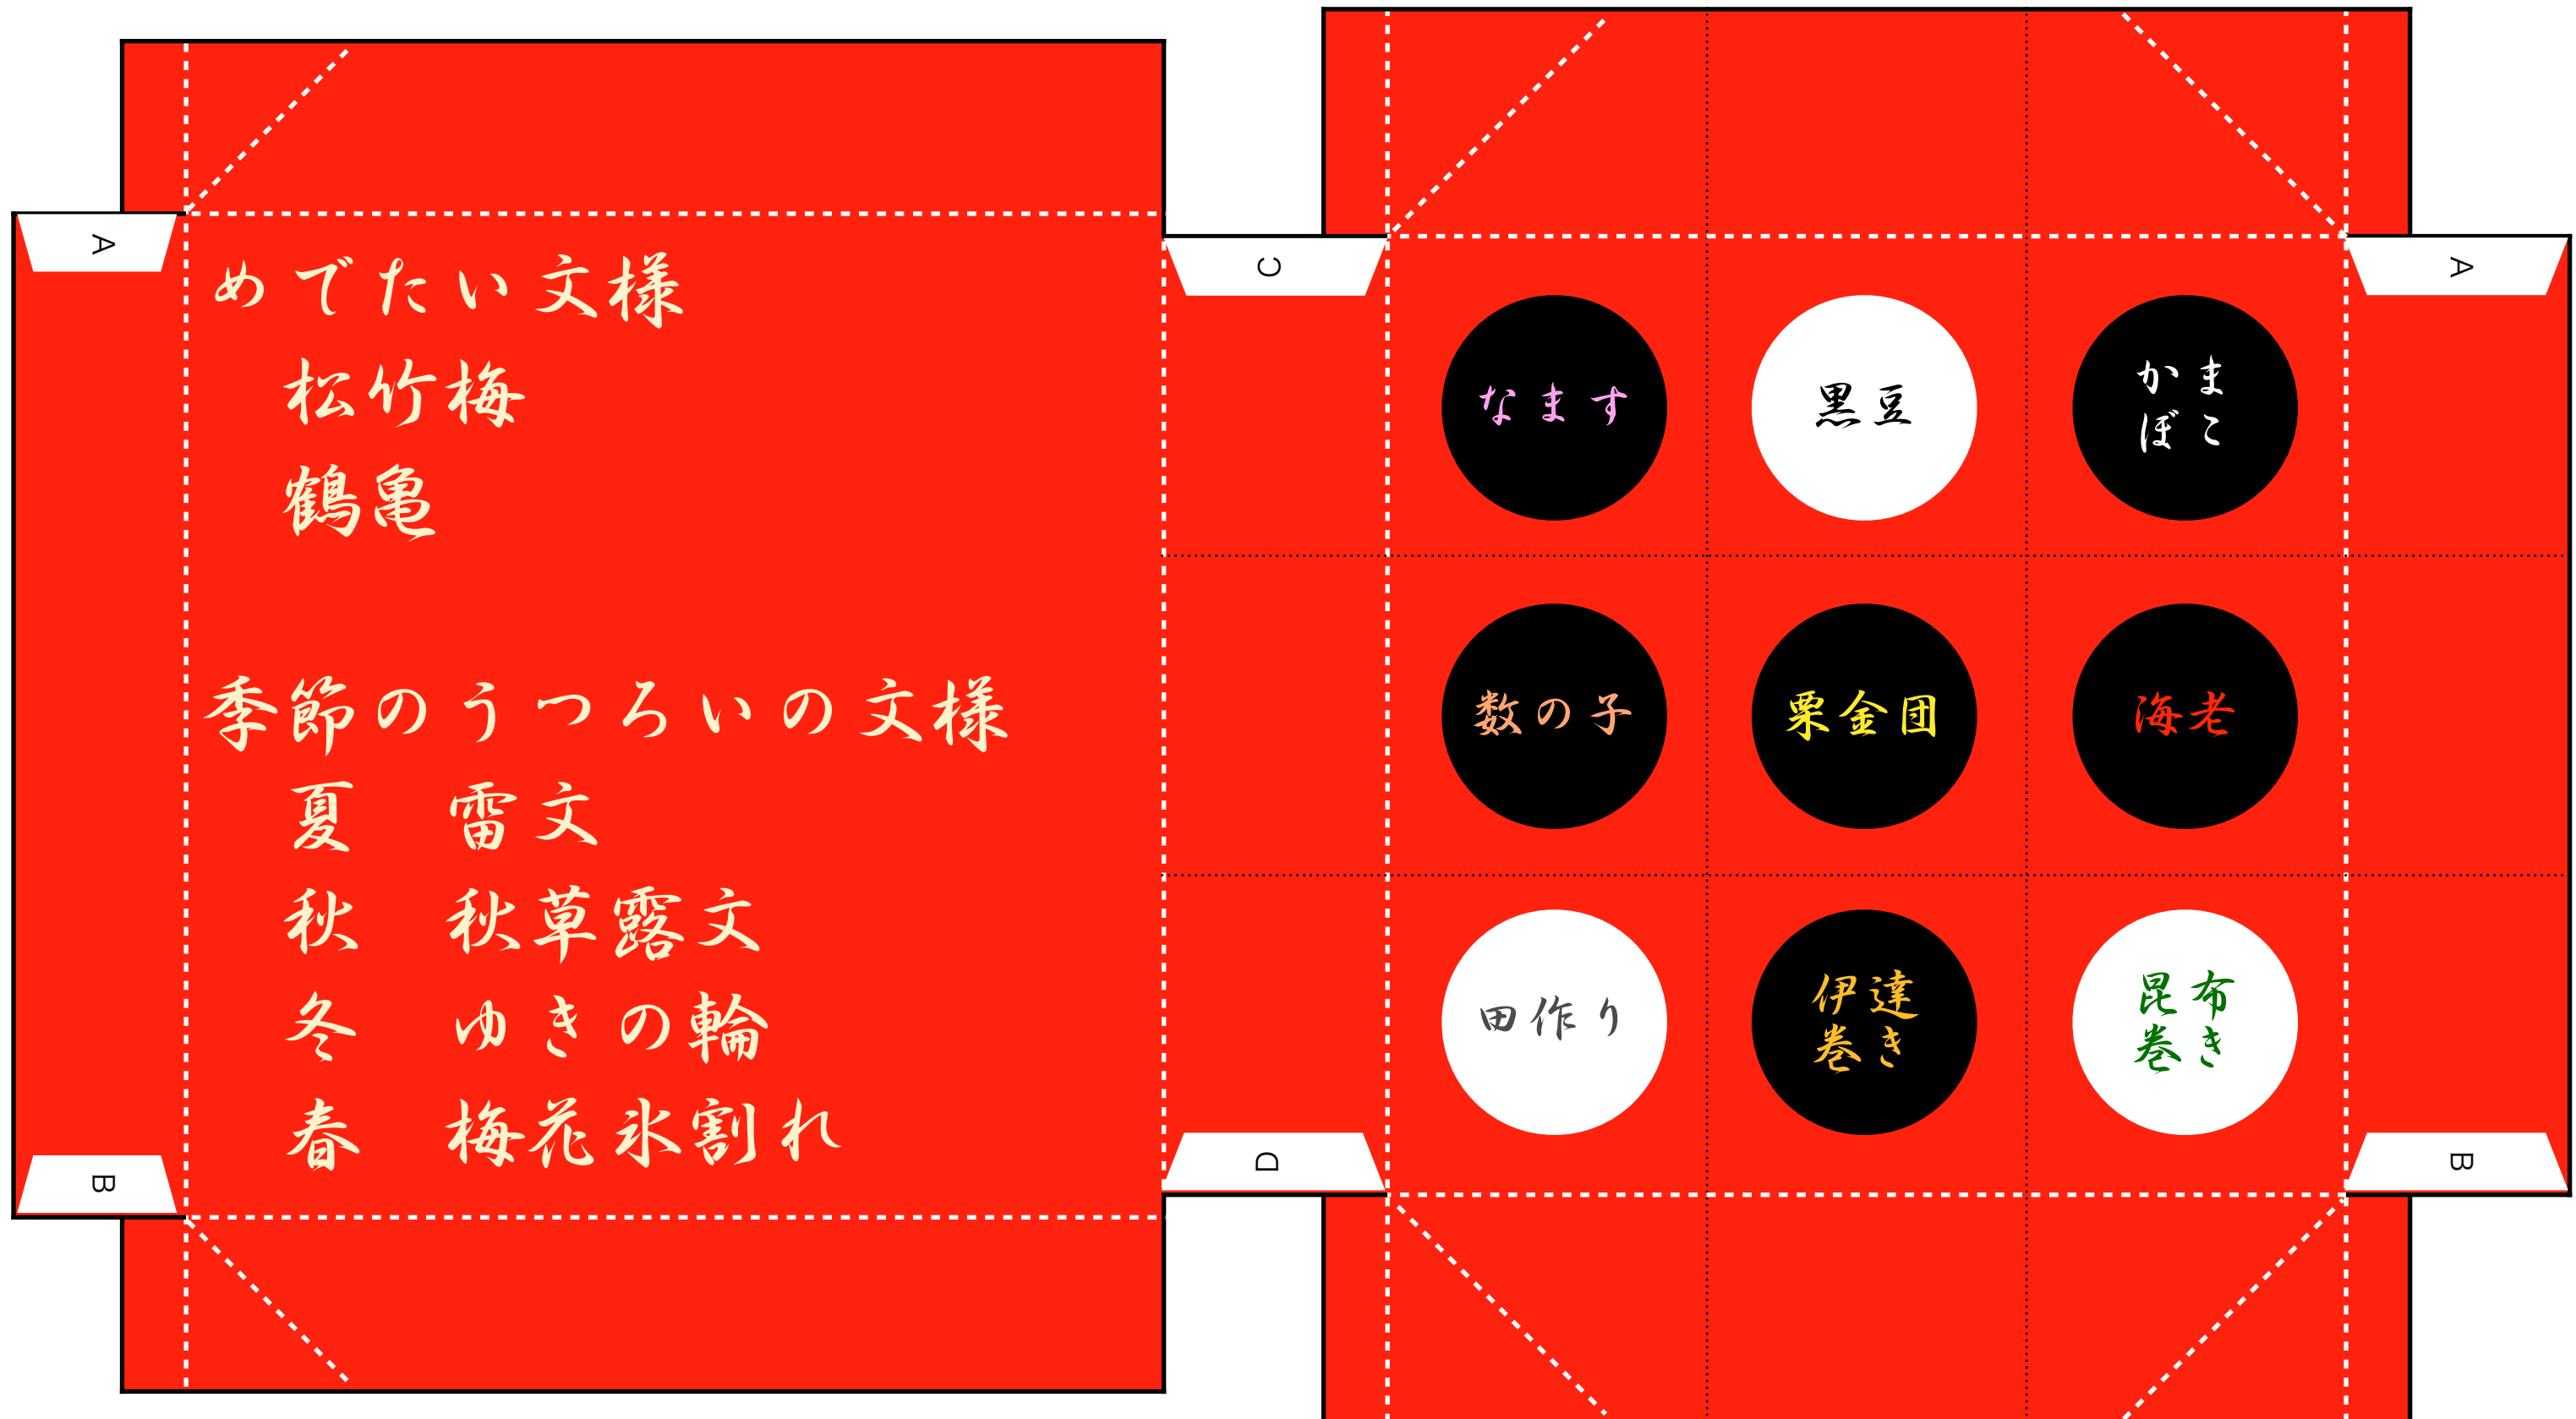 A
めでたい文様
松竹梅
鶴亀
季節のうつろいの文様
夏　雷文
秋　秋草露文
冬　ゆきの輪
春　梅花氷割れ
B
C
D
なます
黒豆
かま
ぼこ
数の子
栗金団
海老
田作り
伊達
巻き
昆布
巻き
A
B